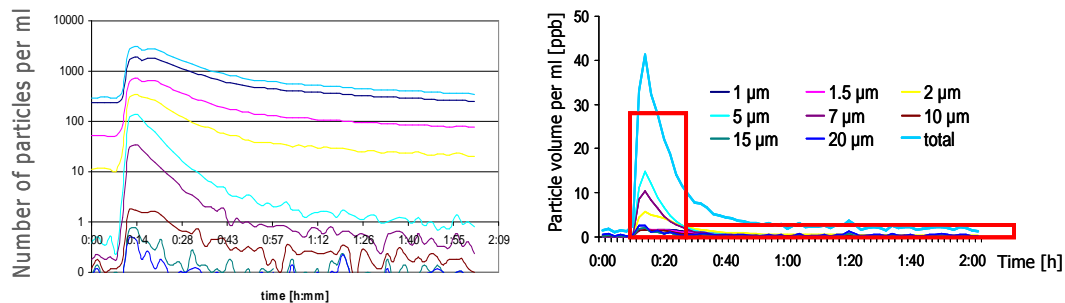 Number of particles per ml
10000
1000
100
10
1
0
0
0:00 0:14 0:28 0:43 0:57 1:12 1:26 1:40 1:55 2:09
time [h:mm]
Particle volume per ml [ppb]
50
40
30
20
10
0
1 µm 1.5 µm 2 µm
5 µm 7 µm 10 µm
15 µm 20 µm total
0:00 0:20 0:40 1:00 1:20 1:40 2:00 Time [h]